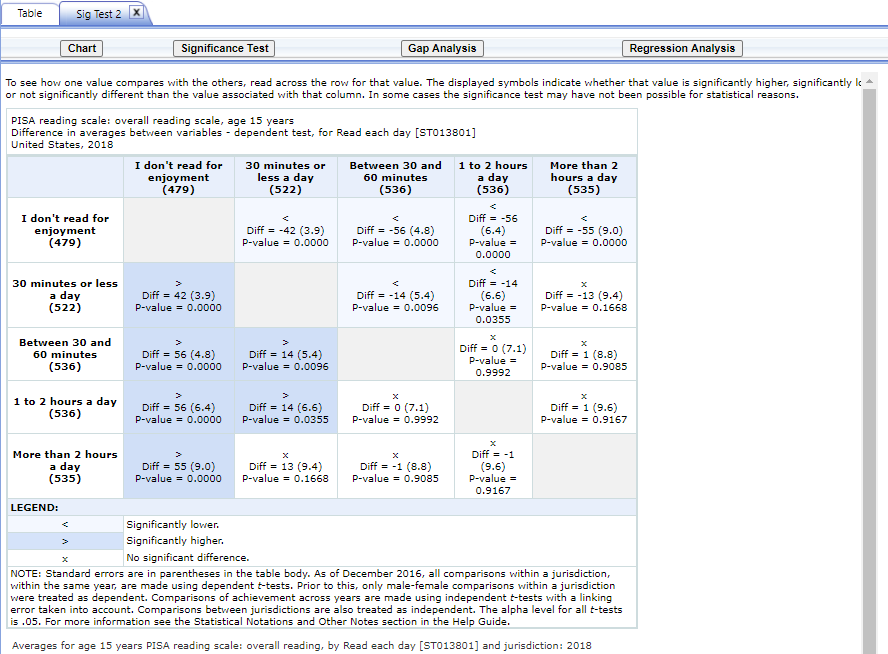 Table
Sig Test 2 X
Chart
Significance Test
Gap Analysis
Regression Analysis
To see how one value compares with the others, read across the row for that value. The displayed symbols indicate whether that value is significantly higher, significantly
or not significantly different than the value associated with that column. In some cases the significance test may have not been possible for statistical reasons.
PISA reading scale: overall reading scale, age 15 years
Difference in averages between variables - dependent test, for Read each day [ST013801]
United States, 2018
I don't read for
enjoyment
(479)
30 minutes or
less a day
(522)
Between 30 and
60 minutes
(536)
1 to 2 hours
a day
(536)
More than 2
hours a day
(535)
I don't read for
enjoyment
(479)
<
Diff = -42 (3.9)
P-value = 0.0000
<
Diff = -56 (4.8)
P-value = 0.0000
<
Diff = -56
(6.4)
P-value =
0.0000
<
Diff = -55 (9.0)
P-value = 0.0000
30 minutes or less
a day
(522)
>
Diff = 42 (3.9)
P-value = 0.0000
<
Diff = -14 (5.4)
P-value = 0.0096
<
Diff = -14
(6.6)
P-value =
0.0355
x
Diff = -13 (9.4)
P-value = 0.1668
Between 30 and
60 minutes
(536)
>
Diff = 56 (4.8)
P-value = 0.0000
>
Diff = 14 (5.4)
P-value = 0.0096
x
Diff = 0 (7.1)
P-value =
0.9992
x
Diff = 1 (8.8)
P-value = 0.9085
1 to 2 hours a day
(536)
>
Diff = 56 (6.4)
P-value = 0.0000
>
Diff = 14 (6.6)
P-value = 0.0355
x
Diff = 0 (7.1)
P-value = 0.9992
x
Diff = 1 (9.6)
P-value = 0.9167
More than 2 hours
a day
(535)
>
Diff = 55 (9.0)
P-value = 0.0000
x
Diff = 13 (9.4)
P-value = 0.1668
x
Diff = -1 (8.8)
P-value = 0.9085
x
Diff = -1
(9.6)
P-value =
0.9167
LEGEND:
< Significantly lower.
> Significantly higher.
x No significant difference.
NOTE: Standard errors are in parentheses in the table body. As of December 2016, all comparisons within a jurisdiction,
within the same year, are made using dependent t-tests. Prior to this, only male-female comparisons within a jurisdiction
were treated as dependent. Comparisons of achievement across years are made using independent t-tests with a linking
error taken into account. Comparisons between jurisdictions are also treated as independent. The alpha level for all t-tests
is .05. For more information see the Statistical Notations and Other Notes section in the Help Guide.
Averages for age 15 years PISA reading scale: overall reading, by Read each day [ST013801] and jurisdiction: 2018